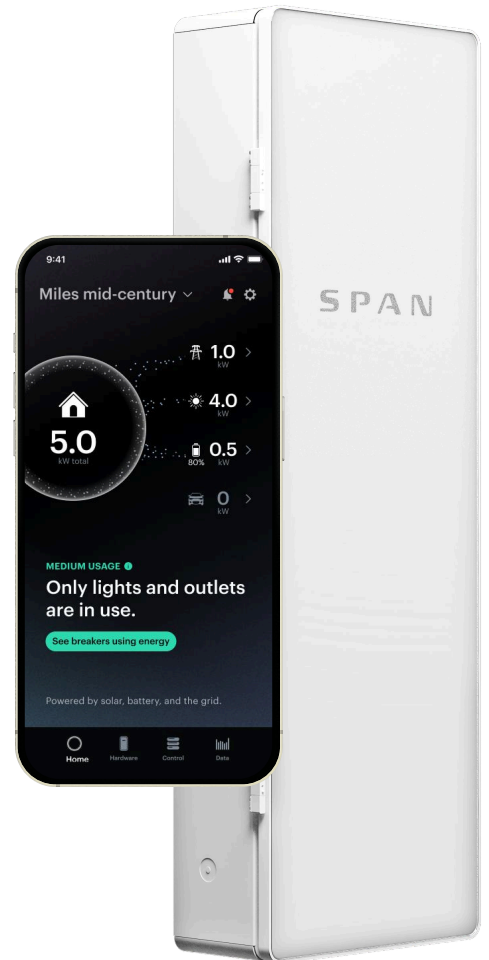 SPAN
9:41
Miles mid-century
1.0
kW
4.0
kW
5.0
kW total
0.5
80% kW
0
kW
MEDIUM USAGE
Only lights and outlets
are in use.
See breakers using energy
Powered by solar, battery, and the grid.
Home Hardware Control Data